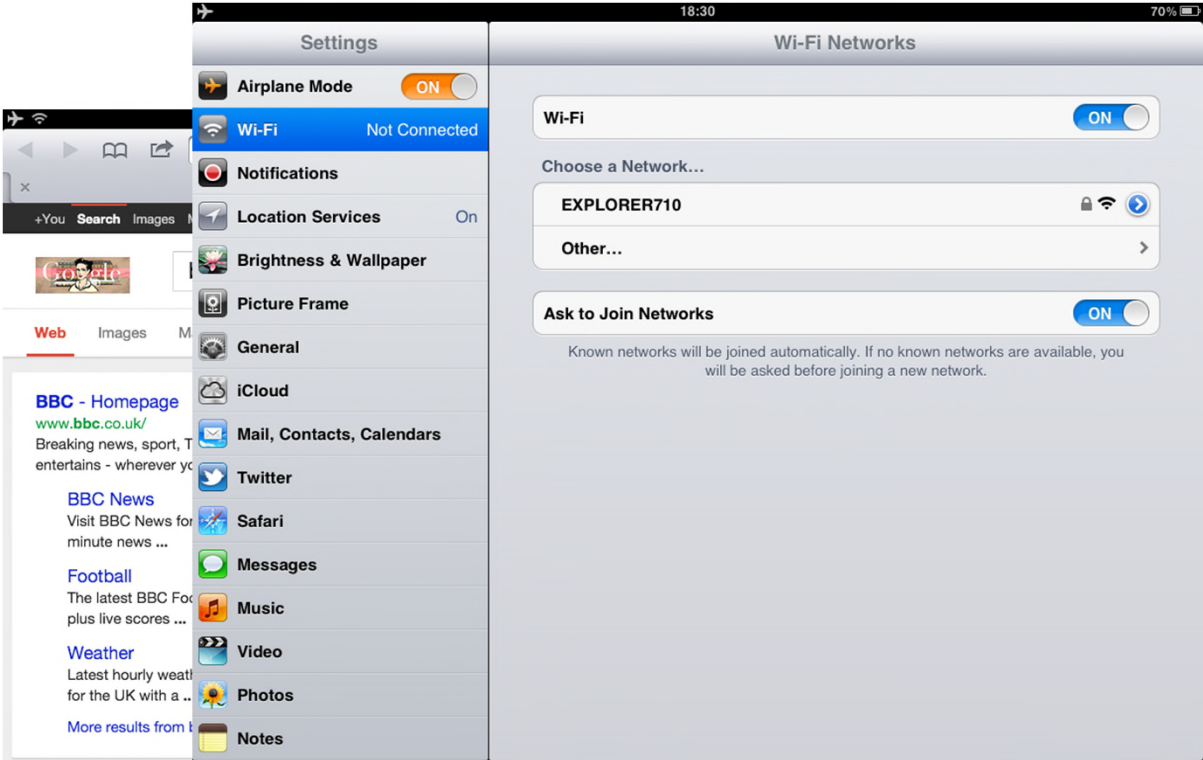 18:30
70%
Settings
Airplane Mode ON
Wi-Fi Not Connected
Notifications
Location Services On
Brightness & Wallpaper
Picture Frame
General
iCloud
Mail, Contacts, Calendars
Twitter
Safari
Messages
Music
Video
Photos
Notes
Wi-Fi Networks
Wi-Fi ON
Choose a Network...
EXPLORER710
Other...
Ask to Join Networks ON
Known networks will be joined automatically. If no known networks are available, you
will be asked before joining a new network.
+You Search Images
Google
Web Images
BBC - Homepage
www.bbc.co.uk/
Breaking news, sport,
entertains - wherever
BBC News
Visit BBC News for
minute news ...
Football
The latest BBC
plus live scores ...
Weather
Latest hourly
for the UK with a ..
More results from